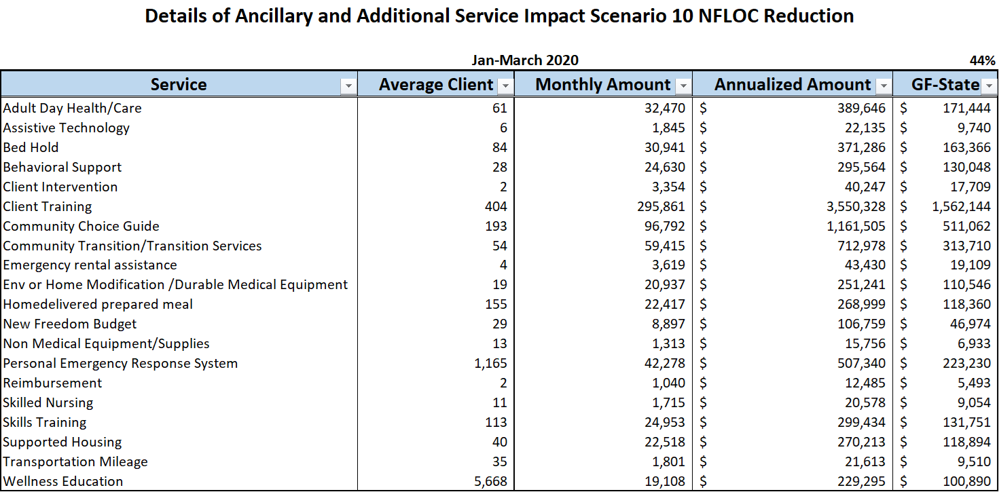 Details of Ancillary and Additional Service Impact Scenario 10 NFLOC Reduction
Jan-March 2020 44%
Service Average Client Monthly Amount Annualized Amount GF-State
Adult Day Health/Care 61 32,470 $ 389,646 $ 171,444
Assistive Technology 6 1,845 $ 22,135 $ 9,740
Bed Hold 84 30,941 $ 371,286 $ 163,366
Behavioral Support 28 24,630 $ 295,564 $ 130,048
Client Intervention 2 3,354 $ 40,247 $ 17,709
Client Training 404 295,861 $ 3,550,328 $ 1,562,144
Community Choice Guide 193 96,792 $ 1,161,505 $ 511,062
Community Transition/Transition Services 54 59,415 $ 712,978 $ 313,710
Emergency rental assistance 4 3,619 $ 43,430 $ 19,109
Env or Home Modification /Durable Medical Equipment 19 20,937 $ 251,241 $ 110,546
Homedelivered prepared meal 155 22,417 $ 268,999 $ 118,360
New Freedom Budget 29 8,897 $ 106,759 $ 46,974
Non Medical Equipment/Supplies 13 1,313 $ 15,756 $ 6,933
Personal Emergency Response System 1,165 42,278 $ 507,340 $ 223,230
Reimbursement 2 1,040 $ 12,485 $ 5,493
Skilled Nursing 11 1,715 $ 20,578 $ 9,054
Skills Training 113 24,953 $ 299,434 $ 131,751
Supported Housing 40 22,518 $ 270,213 $ 118,894
Transportation Mileage 35 1,801 $ 21,613 $ 9,510
Wellness Education 5,668 19,108 $ 229,295 $ 100,890